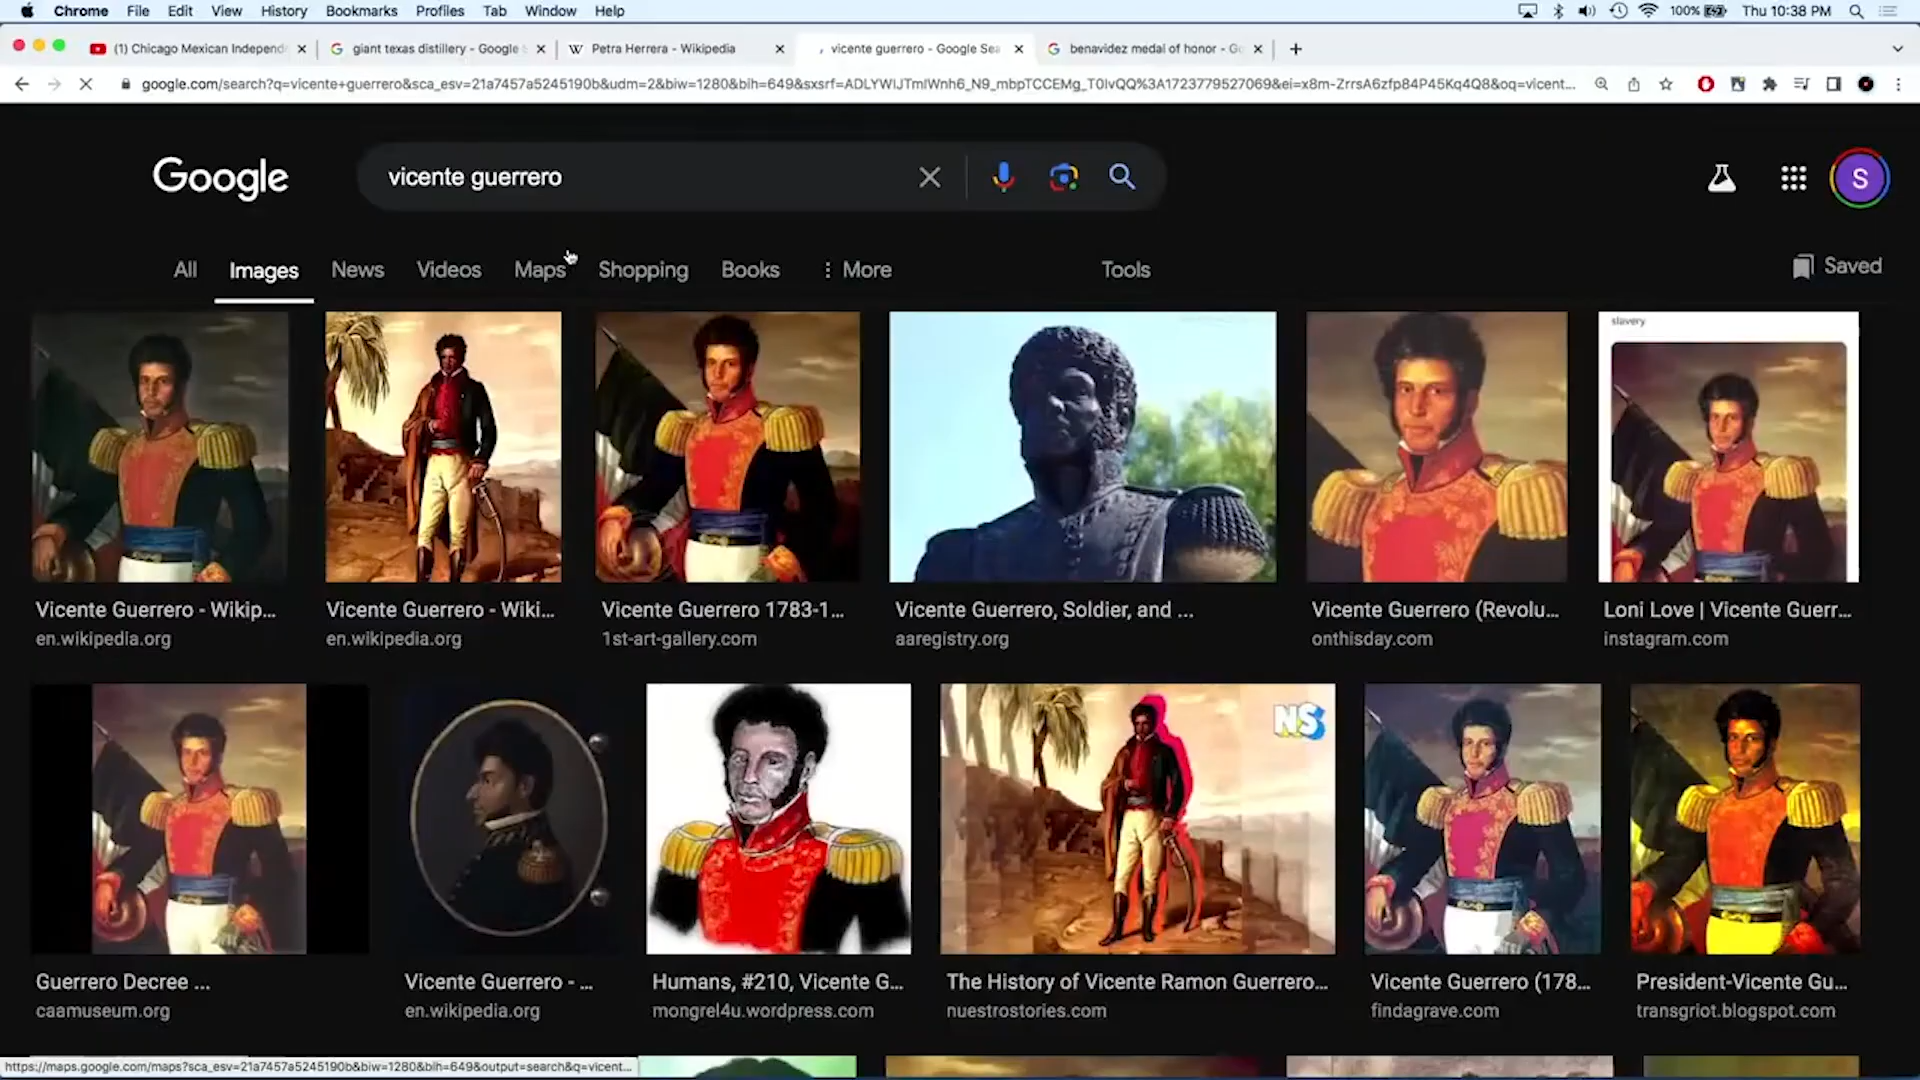 Chrome File Edit View History Bookmarks Profiles Tab Window Help 100% Thu 10:38 PM
(1) Chicago Mexican Independ giant texas distillery - Google Petra Herrera - Wikipedia vicente guerrero - Google Sea benavidez medal of honor - Go
google.com/search?q=vicente+guerrero&sca_esv=21a7457a5245190b&udm=2&biw=1280&bih=649&sxsrf=ADLYWIJTmIWnh6_N9_mbpTCCEMg_T0IvQQ%3A1723779527069&ei=x8m-ZrrsA6zfp84P45Kq4Q8&oq=vicent...
Google vicente guerrero S
All Images News Videos Maps Shopping Books More Tools Saved
slavery
Vicente Guerrero - Wikip... Vicente Guerrero - Wiki... Vicente Guerrero 1783-1... Vicente Guerrero, Soldier, and ... Vicente Guerrero (Revolu... Loni Love | Vicente Guerr...
en.wikipedia.org en.wikipedia.org 1st-art-gallery.com aaregistry.org onthisday.com instagram.com
NS
Guerrero Decree ... Vicente Guerrero - ... Humans, #210, Vicente G... The History of Vicente Ramon Guerrero... Vicente Guerrero (178... President-Vicente Gu...
caamuseum.org en.wikipedia.org mongrel4u.wordpress.com nuestrostories.com findagrave.com transgriot.blogspot.com
https://maps.google.com/maps?sca_esv=21a7457a5245190b&biw=1280&bih=649&output=search&q=vicent...